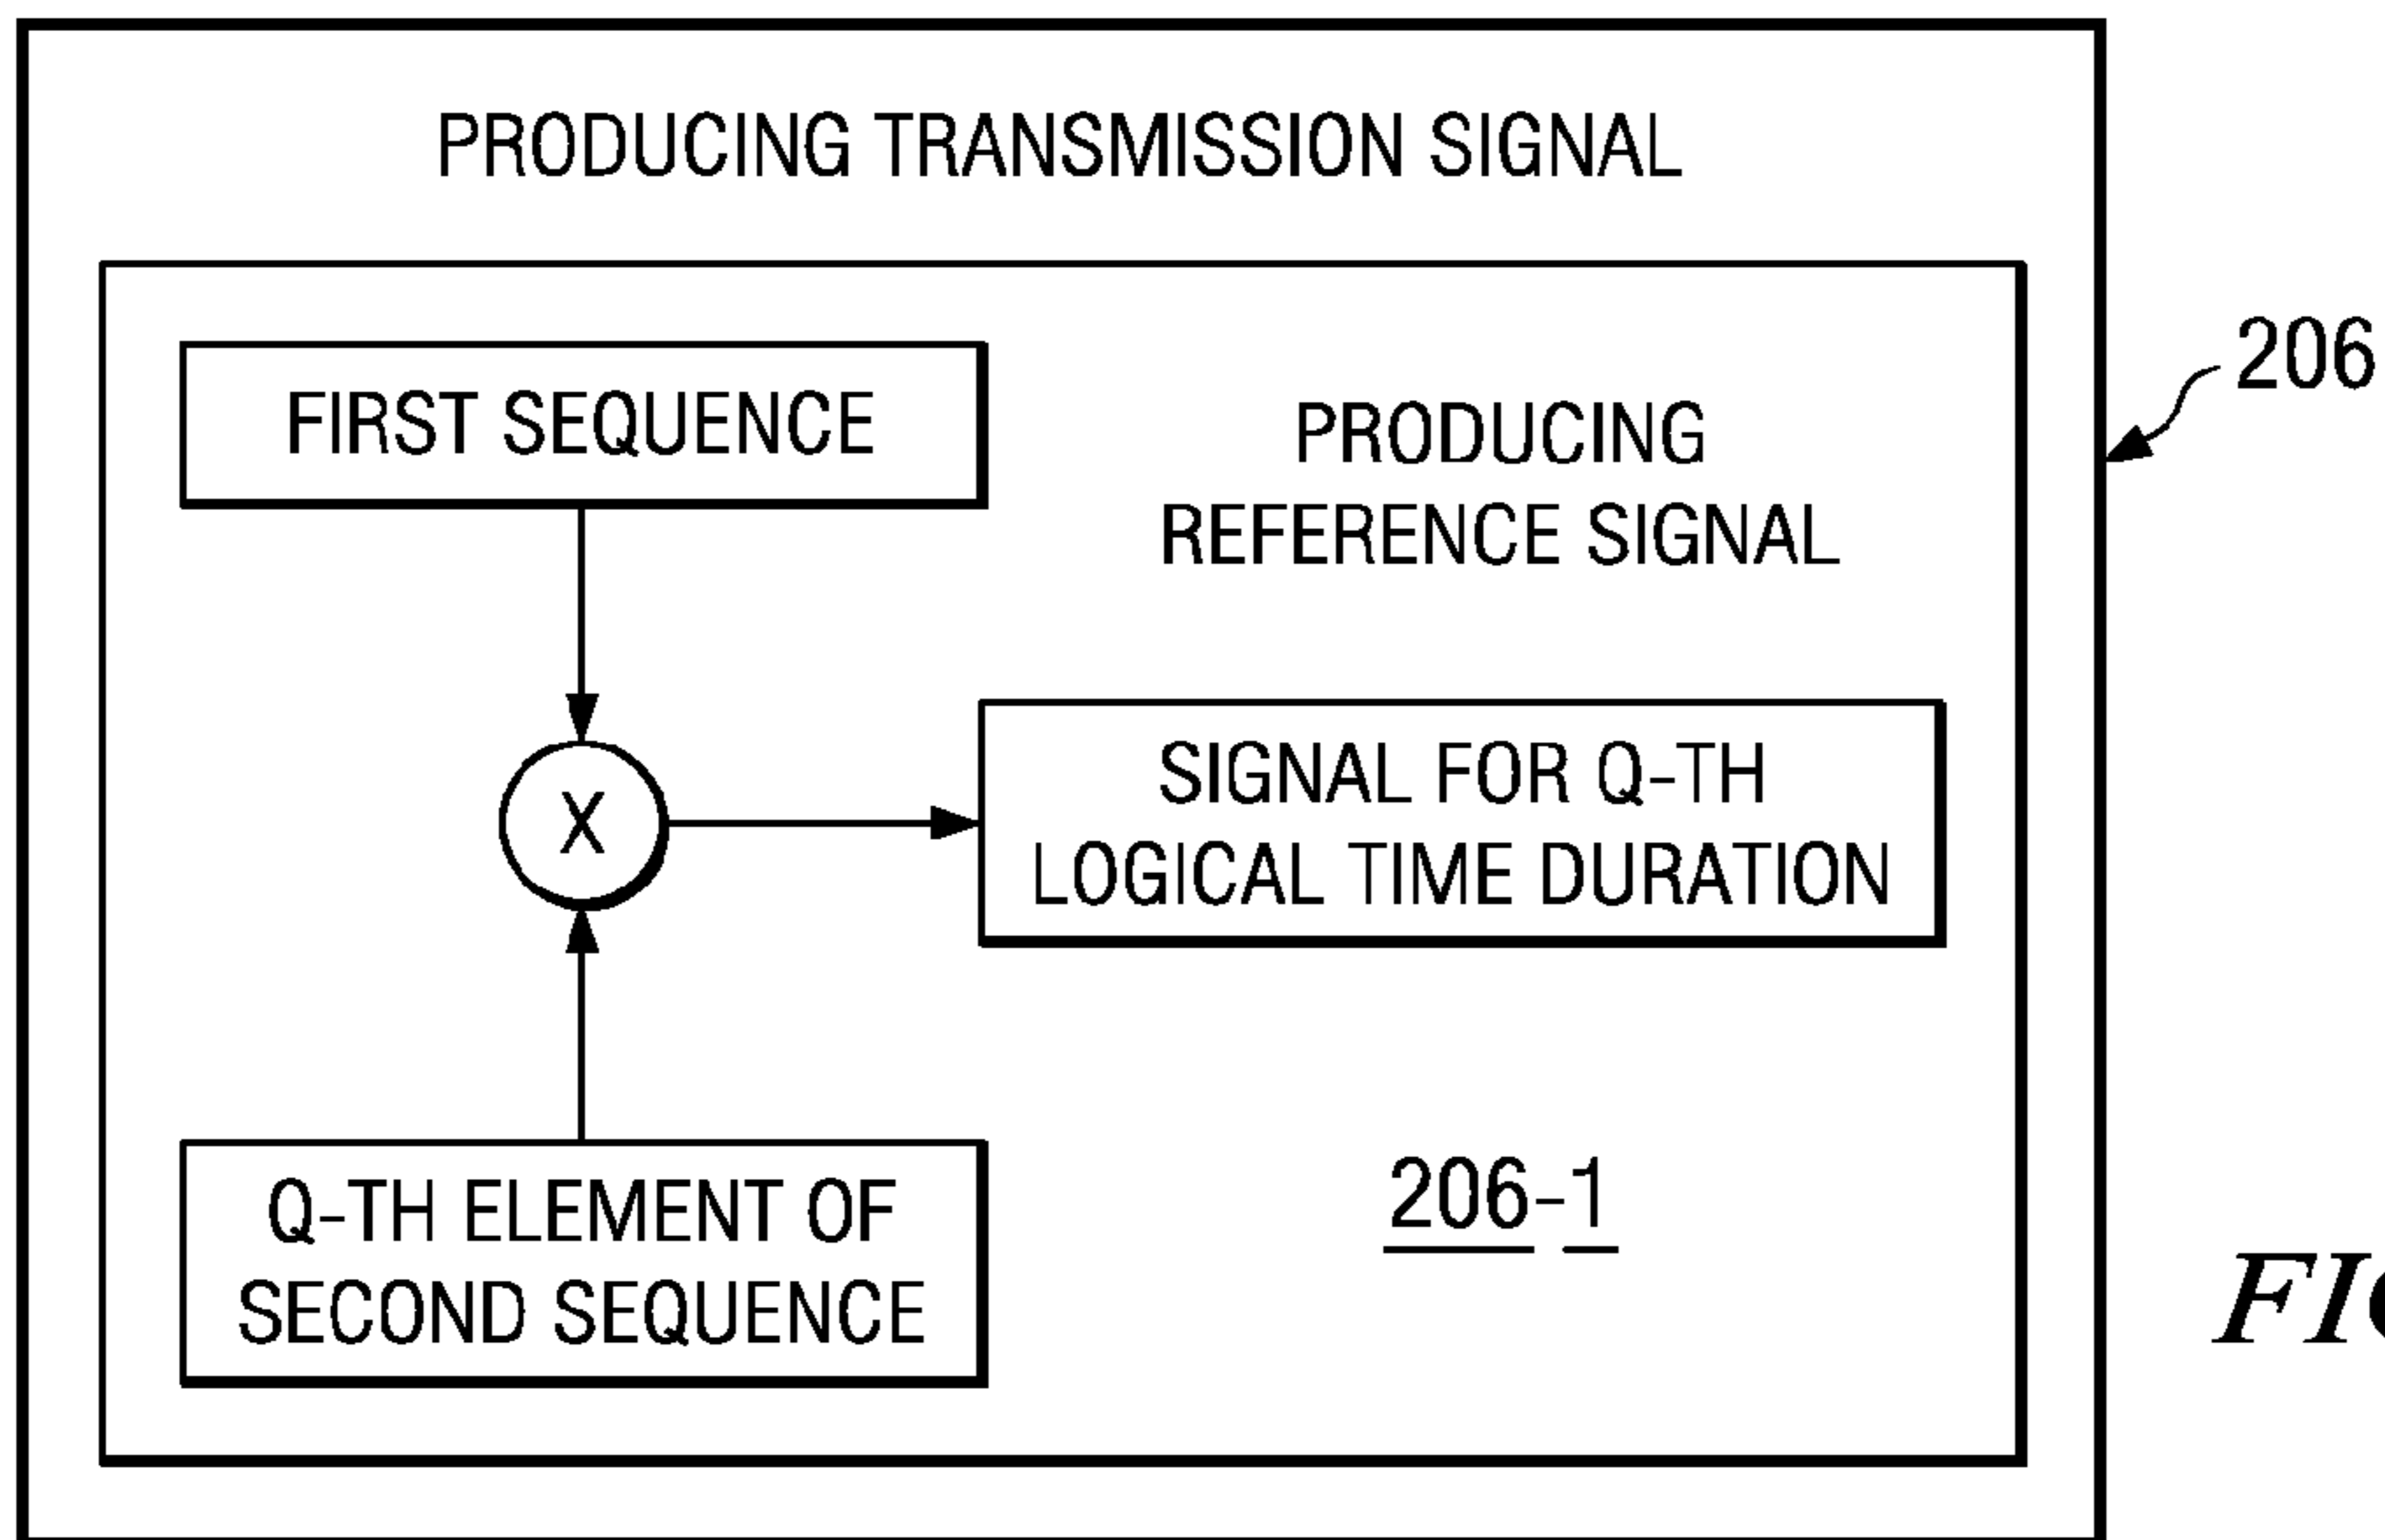 PRODUCING TRANSMISSION SIGNAL
FIRST SEQUENCE
PRODUCING
REFERENCE SIGNAL
206
X
SIGNAL FOR Q-TH
LOGICAL TIME DURATION
Q-TH ELEMENT OF
SECOND SEQUENCE
206-1